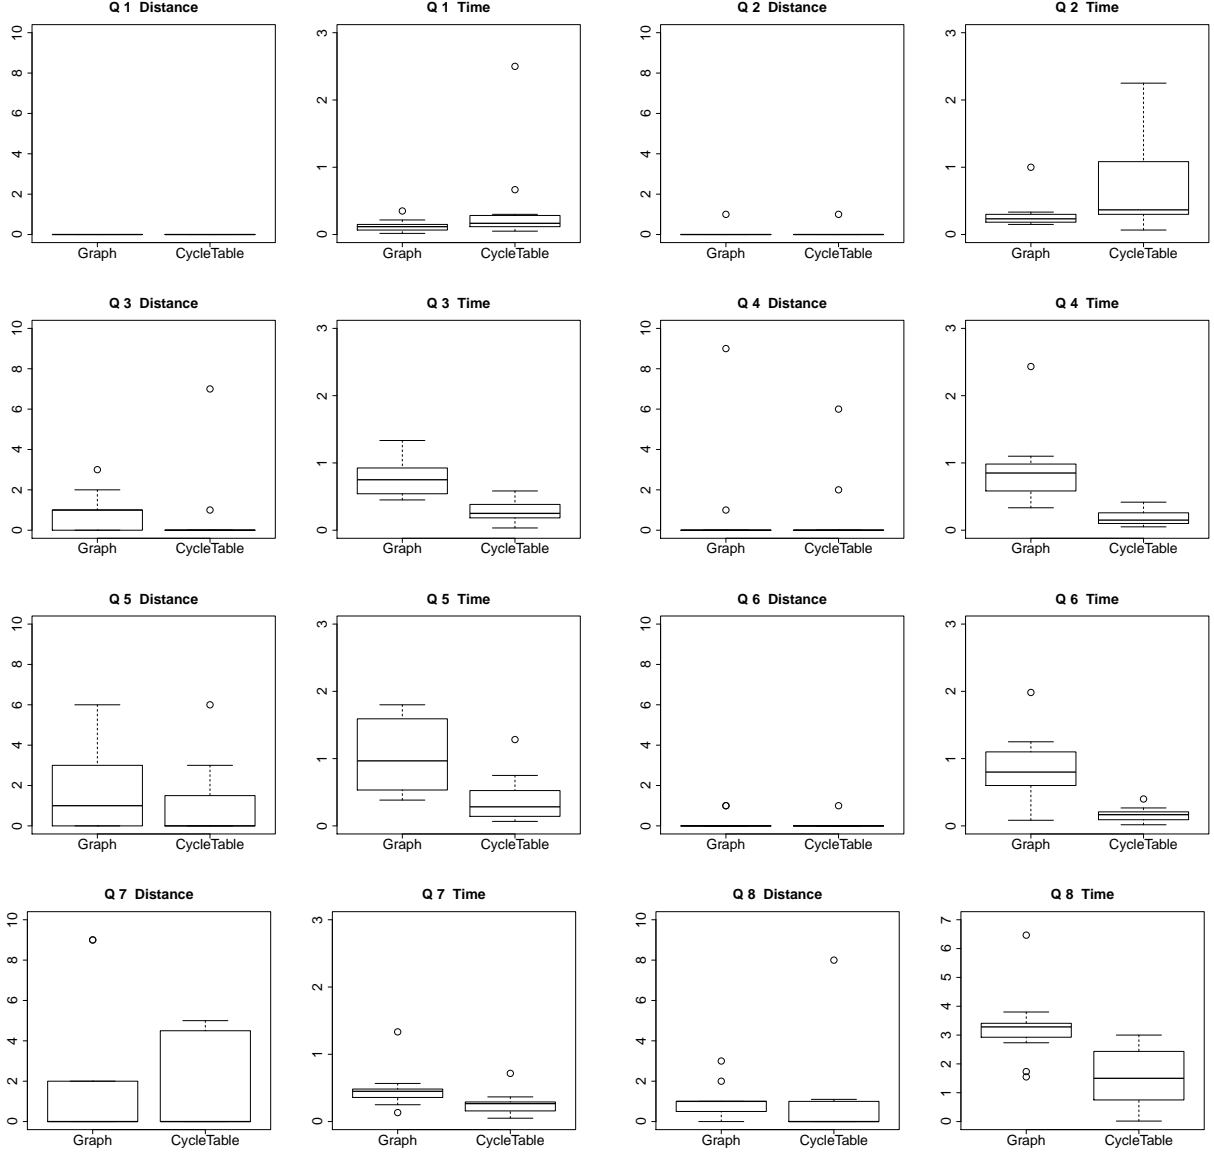 Q 1 Distance
Q 1 Time
Q 2 Distance
Q 2 Time
10
8
6
4
2
0
Graph CycleTable
3
2
1
0
Graph CycleTable
10
8
6
4
2
0
Graph CycleTable
3
2
1
0
Graph CycleTable
Q 3 Distance
Q 3 Time
Q 4 Distance
Q 4 Time
10
8
6
4
2
0
Graph CycleTable
3
2
1
0
Graph CycleTable
10
8
6
4
2
0
Graph CycleTable
3
2
1
0
Graph CycleTable
Q 5 Distance
Q 5 Time
Q 6 Distance
Q 6 Time
10
8
6
4
2
0
Graph CycleTable
3
2
1
0
Graph CycleTable
10
8
6
4
2
0
Graph CycleTable
3
2
1
0
Graph CycleTable
Q 7 Distance
Q 7 Time
Q 8 Distance
Q 8 Time
10
8
6
4
2
0
Graph CycleTable
3
2
1
0
Graph CycleTable
10
8
6
4
2
0
Graph CycleTable
7
6
5
4
3
2
1
0
Graph CycleTable